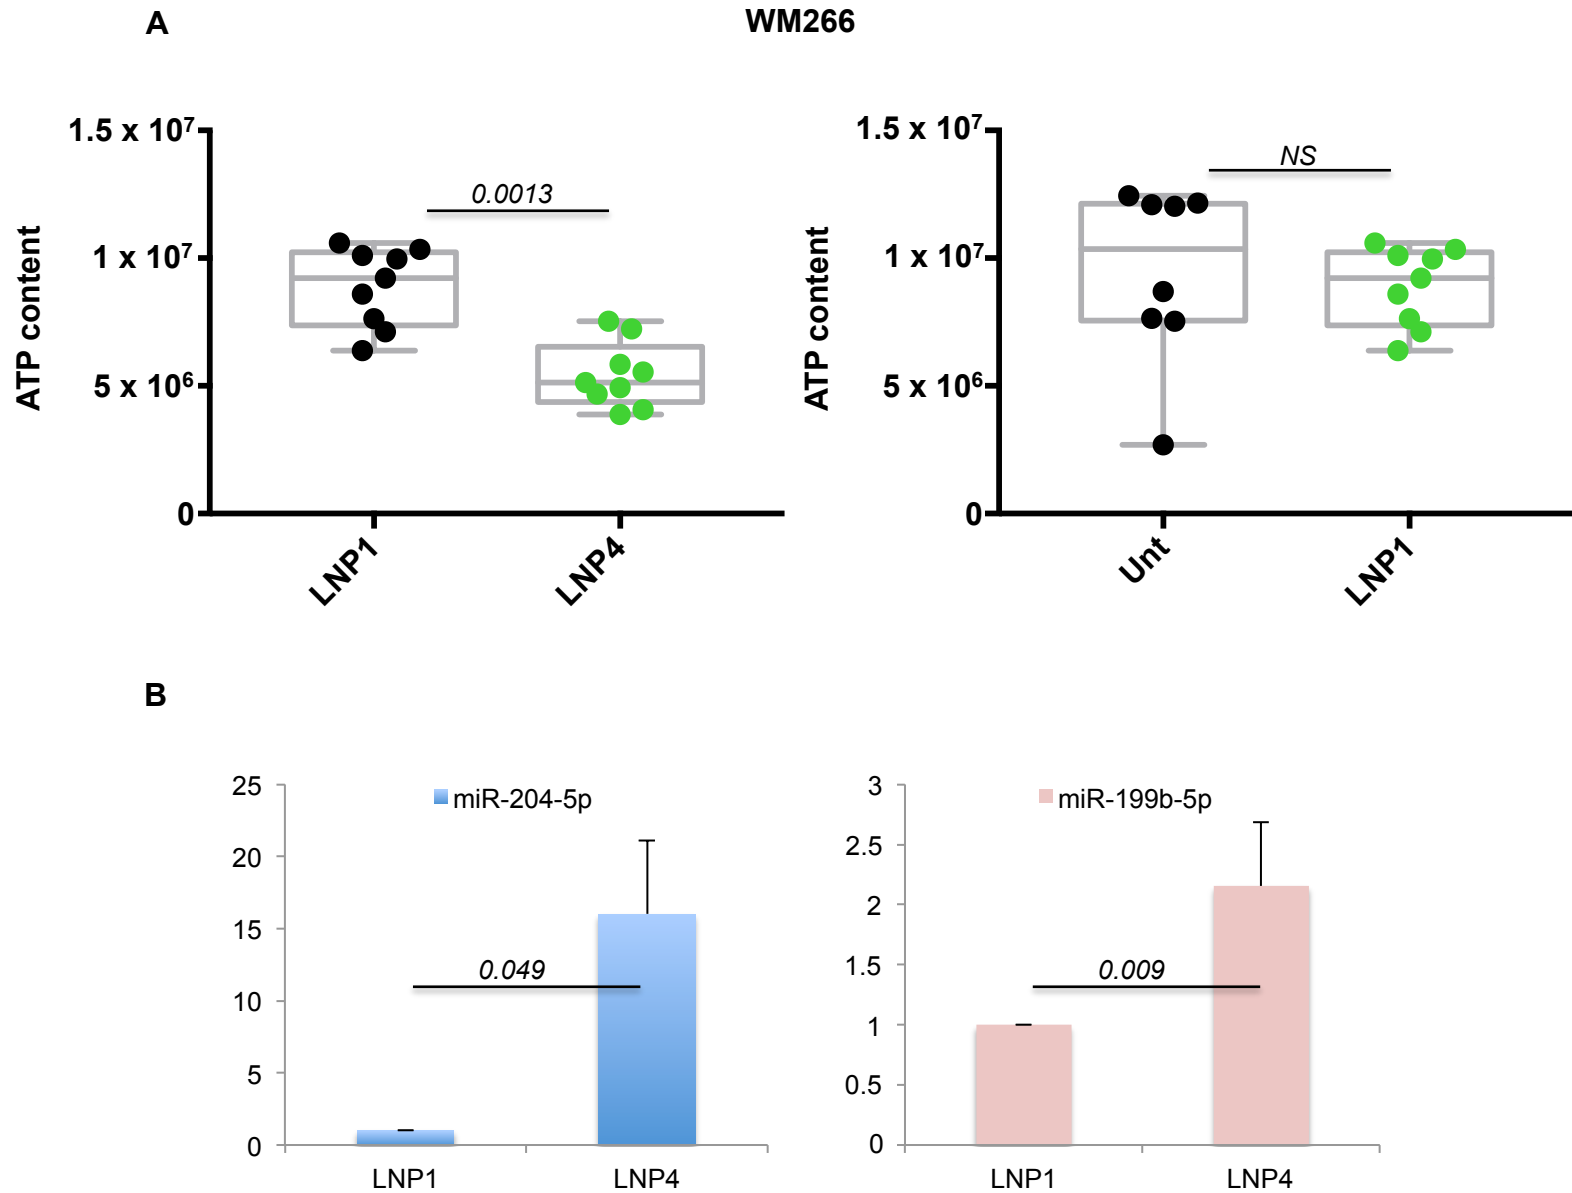 A
WM266
1.5 x 10⁷
1 x 10⁷
5 x 10⁶
0
ATP content
0.0013
LNP1
LNP4
1.5 x 10⁷
1 x 10⁷
5 x 10⁶
0
ATP content
NS
Unt
LNP1
B
25
20
15
10
5
0
miR-204-5p
0.049
LNP1
LNP4
3
2.5
2
1.5
1
0.5
0
miR-199b-5p
0.009
LNP1
LNP4